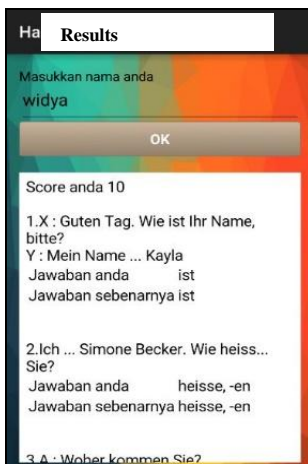 Ha Results
Masukkan nama anda
widya
OK
Score anda 10
1.X : Guten Tag. Wie ist Ihr Name,
bitte?
Y : Mein Name ... Kayla
Jawaban anda ist
Jawaban sebenarnya ist
2.Ich ... Simone Becker. Wie heiss...
Sie?
Jawaban anda heisse, -en
Jawaban sebenarnya heisse, -en
3.A : Woher kommen Sie?